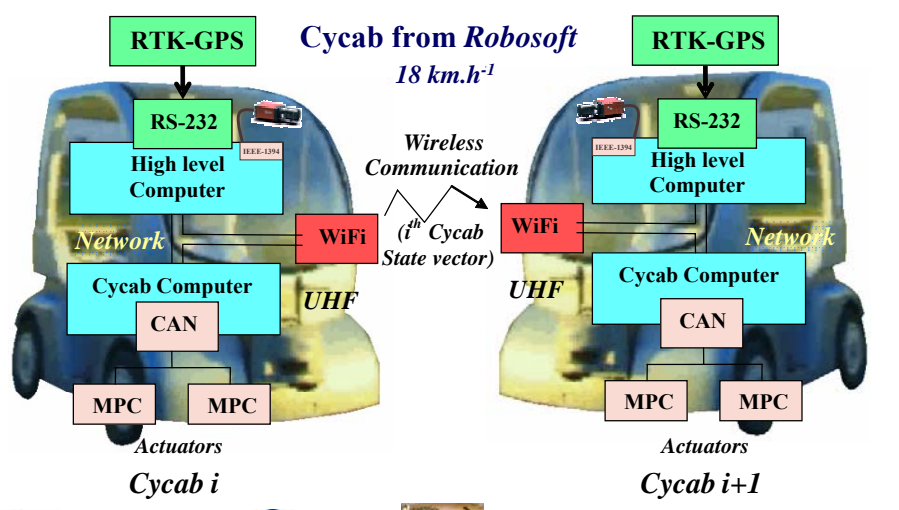 Cycab from Robosoft
18 km.h-1
RTK-GPS
RS-232
IEEE-1394
High level
Computer
Network
WiFi
UHF
Cycab Computer
CAN
MPC
MPC
Actuators
Cycab i
Wireless
Communication
(ith Cycab
State vector)
RTK-GPS
RS-232
IEEE-1394
High level
Computer
WiFi
Network
UHF
Cycab Computer
CAN
MPC
MPC
Actuators
Cycab i+1